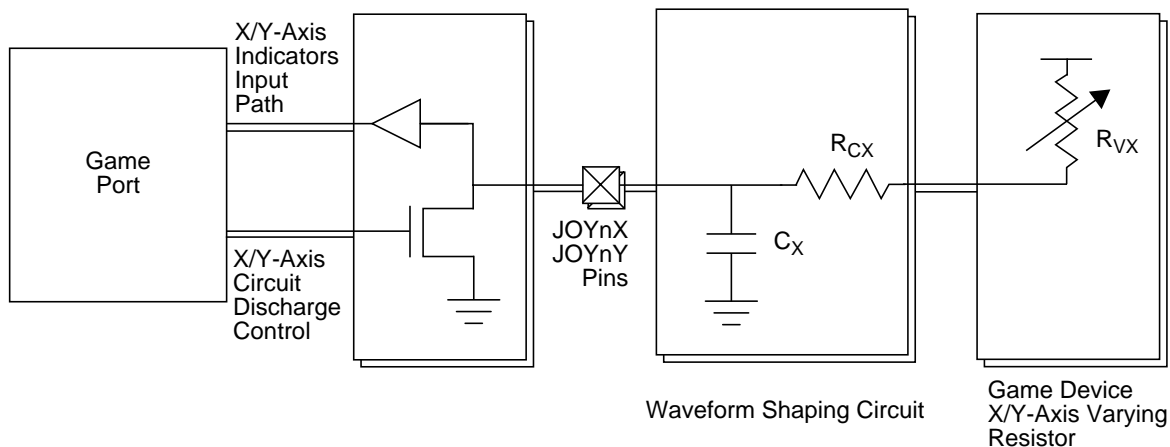 X/Y-Axis
Indicators
Input
Path
Game
Port
X/Y-Axis
Circuit
Discharge
Control
JOYnX
JOYnY
Pins
RCX
CX
RVX
Waveform Shaping Circuit
Game Device
X/Y-Axis Varying
Resistor